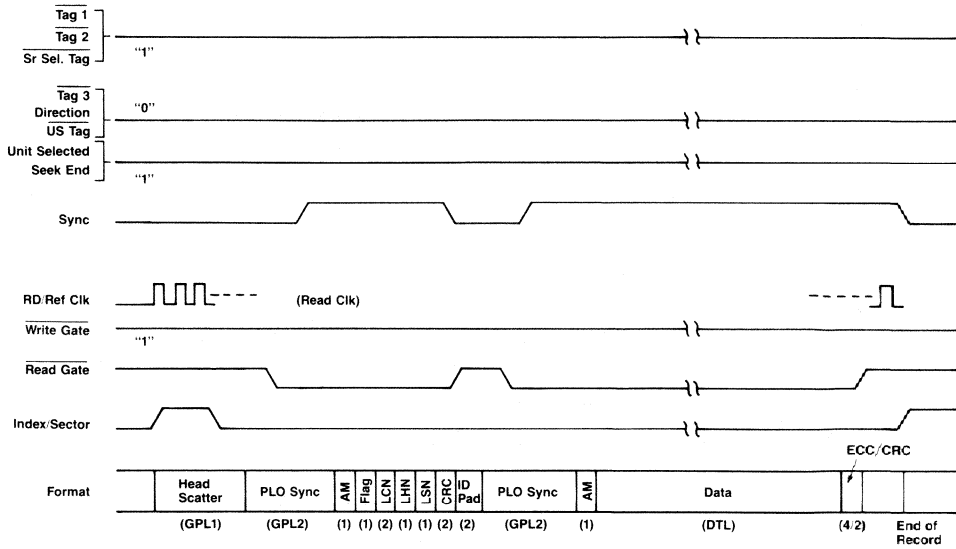 Tag 1
Tag 2
Sr Sel. Tag
"1"
Tag 3
Direction
US Tag
"0"
Unit Selected
Seek End
"1"
Sync
RD/Ref Clk
(Read Clk)
Write Gate
"1"
Read Gate
Index/Sector
ECC/CRC
Format
Head Scatter
PLO Sync
AM
Flag
LCN
LHN
LSN
CRC
ID Pad
PLO Sync
AM
Data
(GPL1)
(GPL2)
(1)
(1)
(2)
(1)
(1)
(2)
(2)
(GPL2)
(1)
(DTL)
(4/2)
End of
Record